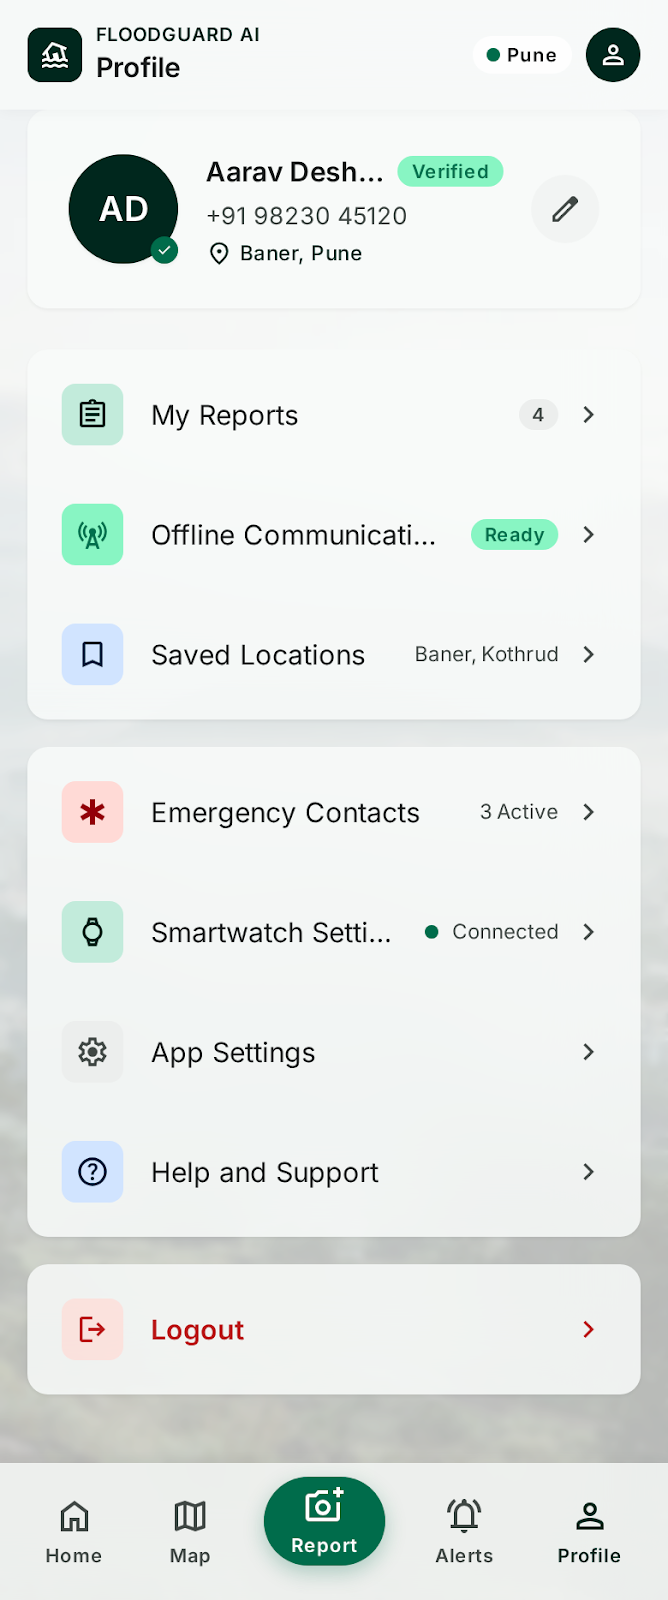 FLOODGUARD AI
Profile
Pune
AD
Aarav Desh...
Verified
+91 98230 45120
Baner, Pune
My Reports
4
Offline Communicati...
Ready
Saved Locations
Baner, Kothrud
Emergency Contacts
3 Active
Smartwatch Setti...
Connected
App Settings
Help and Support
Logout
Home
Map
Report
Alerts
Profile